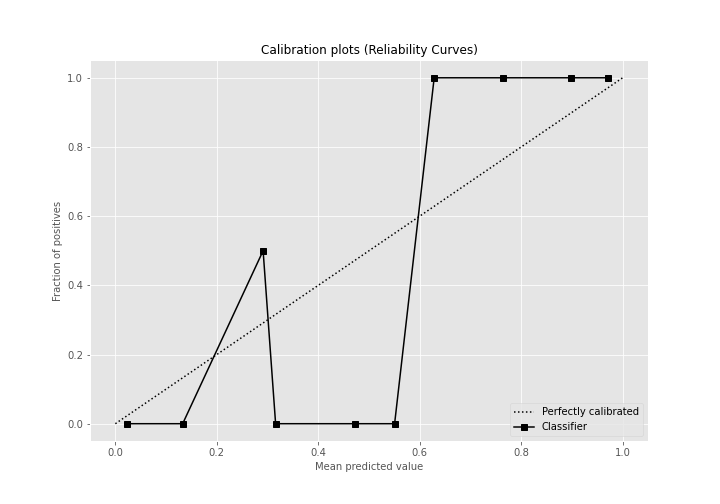 Calibration plots (Reliability Curves)
1.0
0.8
0.6
0.4
0.2
0.0
Fraction of positives
Perfectly calibrated
Classifier
0.0 0.2 0.4 0.6 0.8 1.0
Mean predicted value